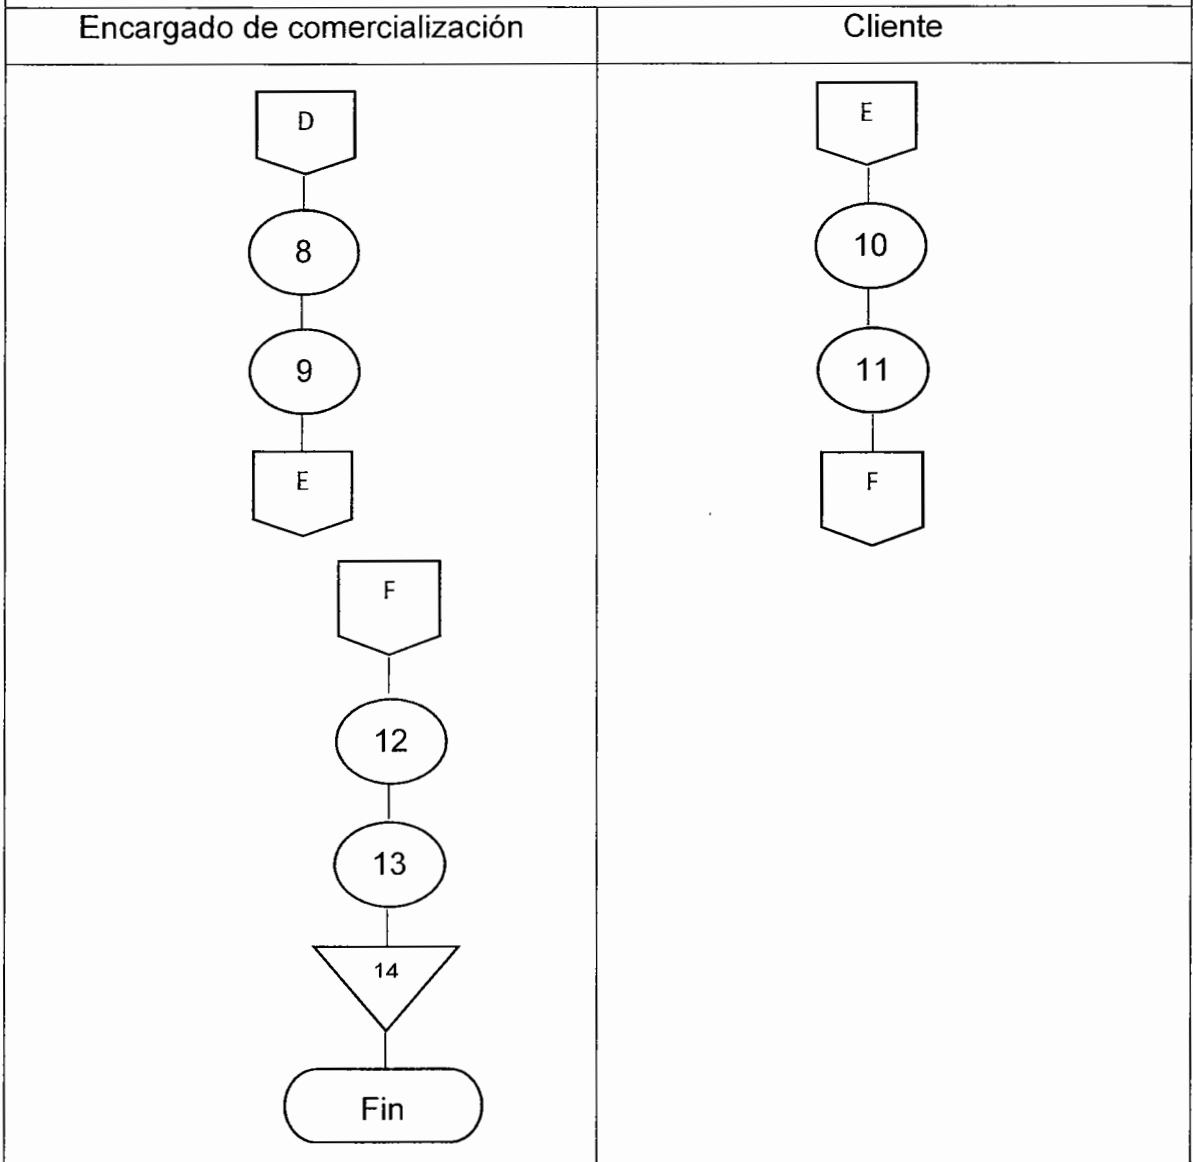 Encargado de comercialización
Cliente
D
8
9
E
F
12
13
14
Fin
E
10
11
F